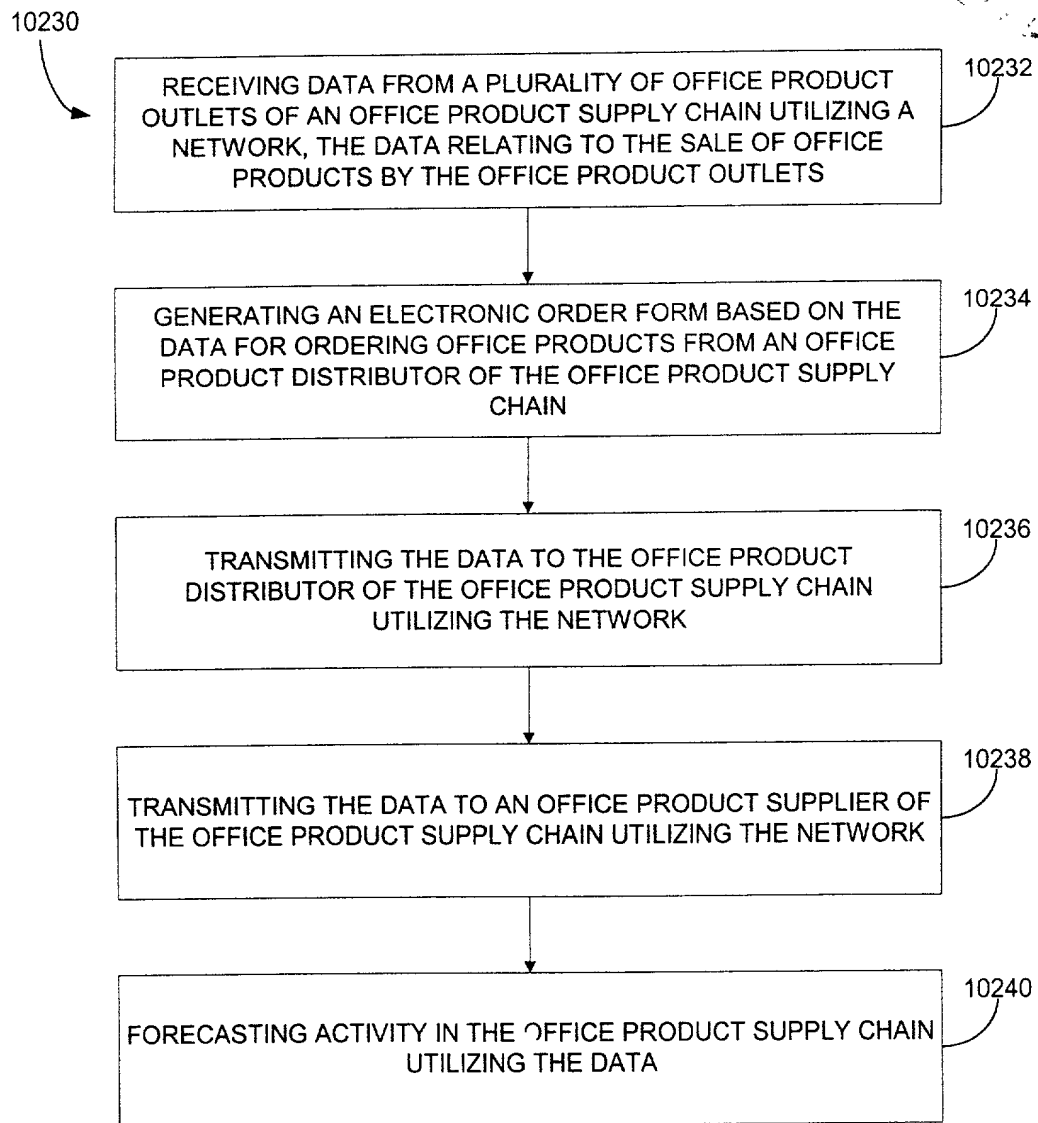 10230
10232
RECEIVING DATA FROM A PLURALITY OF OFFICE PRODUCT
OUTLETS OF AN OFFICE PRODUCT SUPPLY CHAIN UTILIZING A
NETWORK, THE DATA RELATING TO THE SALE OF OFFICE
PRODUCTS BY THE OFFICE PRODUCT OUTLETS
10234
GENERATING AN ELECTRONIC ORDER FORM BASED ON THE
DATA FOR ORDERING OFFICE PRODUCTS FROM AN OFFICE
PRODUCT DISTRIBUTOR OF THE OFFICE PRODUCT SUPPLY
CHAIN
10236
TRANSMITTING THE DATA TO THE OFFICE PRODUCT
DISTRIBUTOR OF THE OFFICE PRODUCT SUPPLY CHAIN
UTILIZING THE NETWORK
10238
TRANSMITTING THE DATA TO AN OFFICE PRODUCT SUPPLIER OF
THE OFFICE PRODUCT SUPPLY CHAIN UTILIZING THE NETWORK
10240
FORECASTING ACTIVITY IN THE OFFICE PRODUCT SUPPLY CHAIN
UTILIZING THE DATA